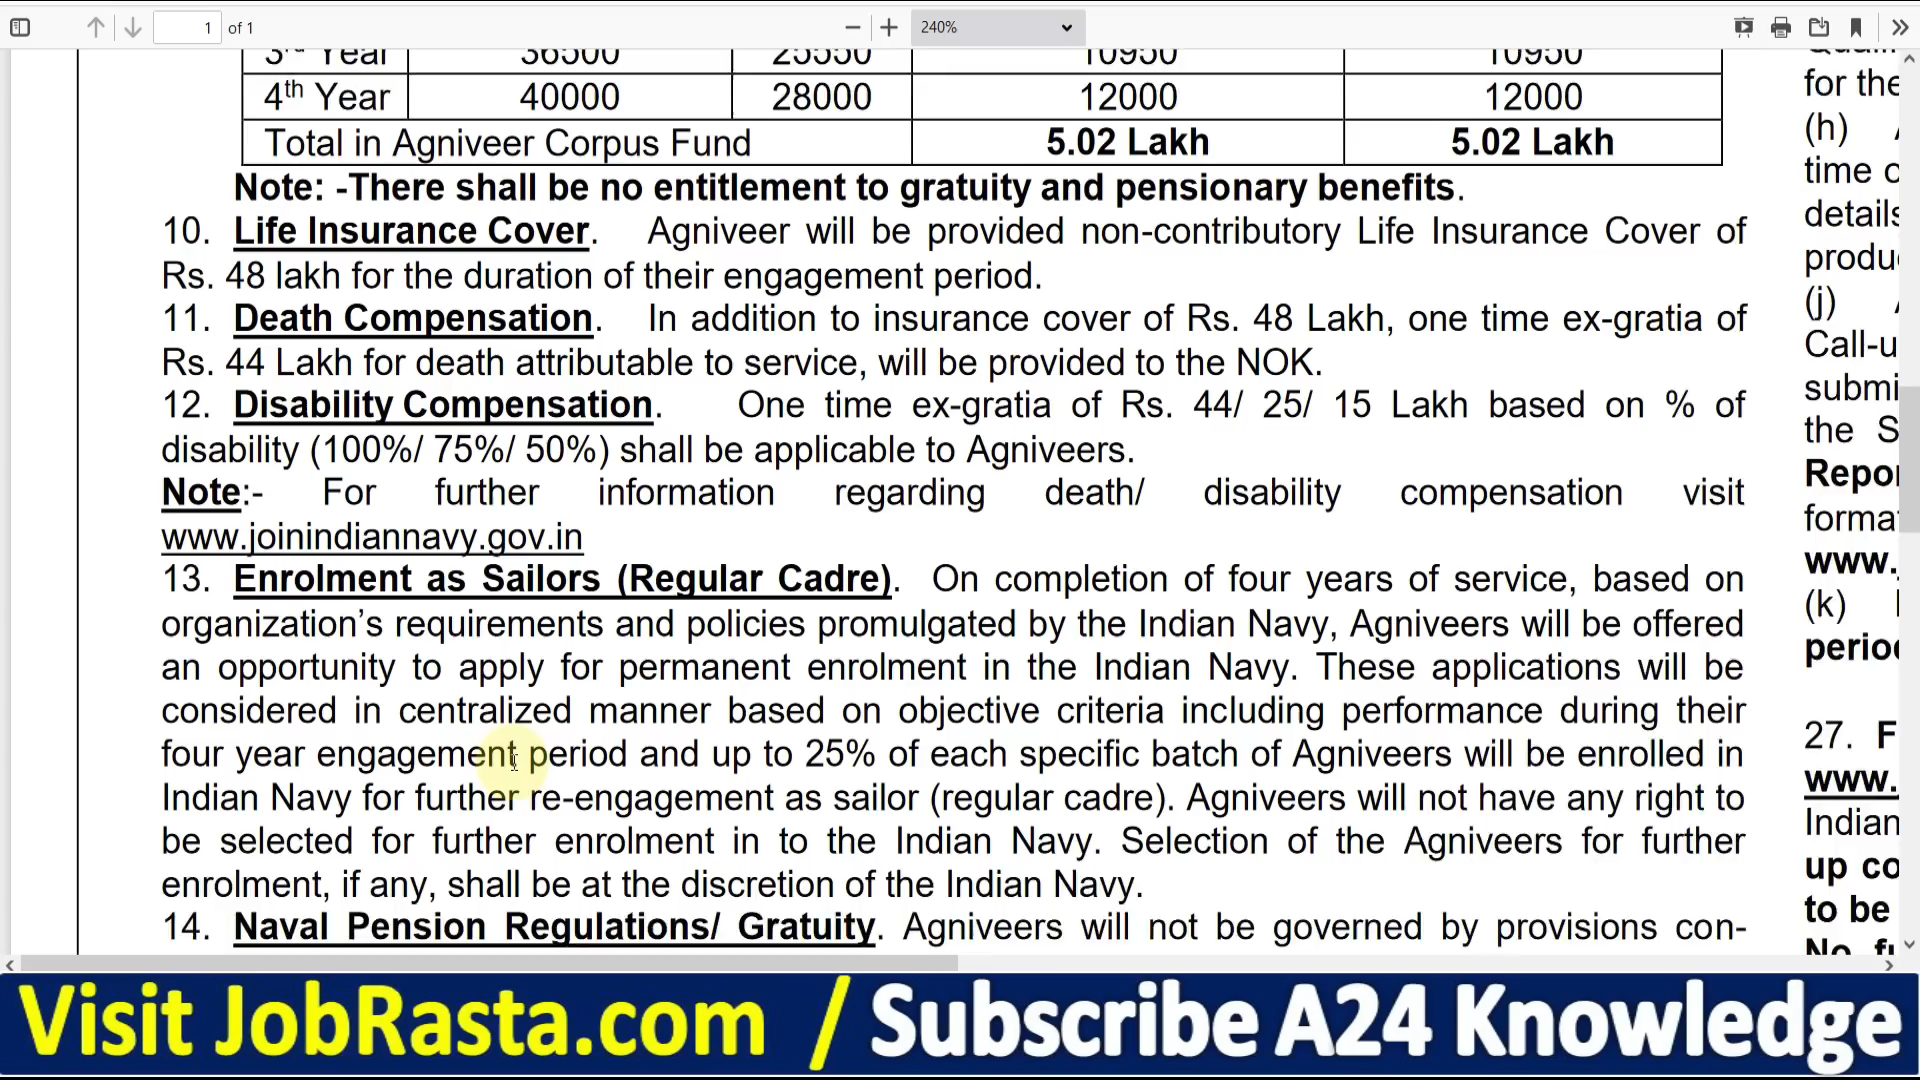 1 of 1 240%
3rd Year 36500 25550 10950 10950
4th Year 40000 28000 12000 12000
Total in Agniveer Corpus Fund 5.02 Lakh 5.02 Lakh
Note: -There shall be no entitlement to gratuity and pensionary benefits.
10. Life Insurance Cover. Agniveer will be provided non-contributory Life Insurance Cover of
Rs. 48 lakh for the duration of their engagement period.
11. Death Compensation. In addition to insurance cover of Rs. 48 Lakh, one time ex-gratia of
Rs. 44 Lakh for death attributable to service, will be provided to the NOK.
12. Disability Compensation. One time ex-gratia of Rs. 44/ 25/ 15 Lakh based on % of
disability (100%/ 75%/ 50%) shall be applicable to Agniveers.
Note:- For further information regarding death/ disability compensation visit
www.joinindiannavy.gov.in
13. Enrolment as Sailors (Regular Cadre). On completion of four years of service, based on
organization’s requirements and policies promulgated by the Indian Navy, Agniveers will be offered
an opportunity to apply for permanent enrolment in the Indian Navy. These applications will be
considered in centralized manner based on objective criteria including performance during their
four year engagement period and up to 25% of each specific batch of Agniveers will be enrolled in
Indian Navy for further re-engagement as sailor (regular cadre). Agniveers will not have any right to
be selected for further enrolment in to the Indian Navy. Selection of the Agniveers for further
enrolment, if any, shall be at the discretion of the Indian Navy.
14. Naval Pension Regulations/ Gratuity. Agniveers will not be governed by provisions con-
for the
(h)
time
details
(j)
Call-u
submi
the S
www.
(k)
27. F
www.
Indian
up co
to be
Visit JobRasta.com / Subscribe A24 Knowledge